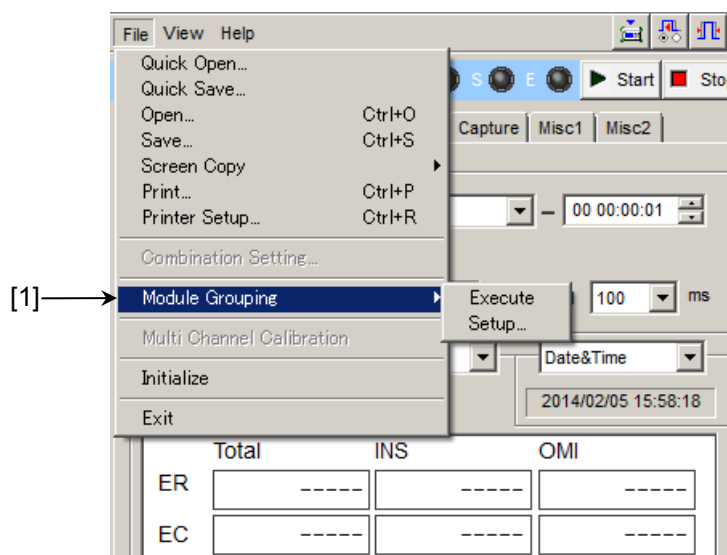 File View Help
Quick Open...
Quick Save...
S E Start Sto
Open... Ctrl+O
Save... Ctrl+S
Capture Misc1 Misc2
Screen Copy
Print... Ctrl+P
Printer Setup... Ctrl+R
– 00 00:00:01
Combination Setting...
[1] Module Grouping
Execute
100 ms
Setup...
Multi Channel Calibration
Date&Time
Initialize
2014/02/05 15:58:18
Exit
Total INS OMI
ER ----- ----- -----
EC ----- ----- -----